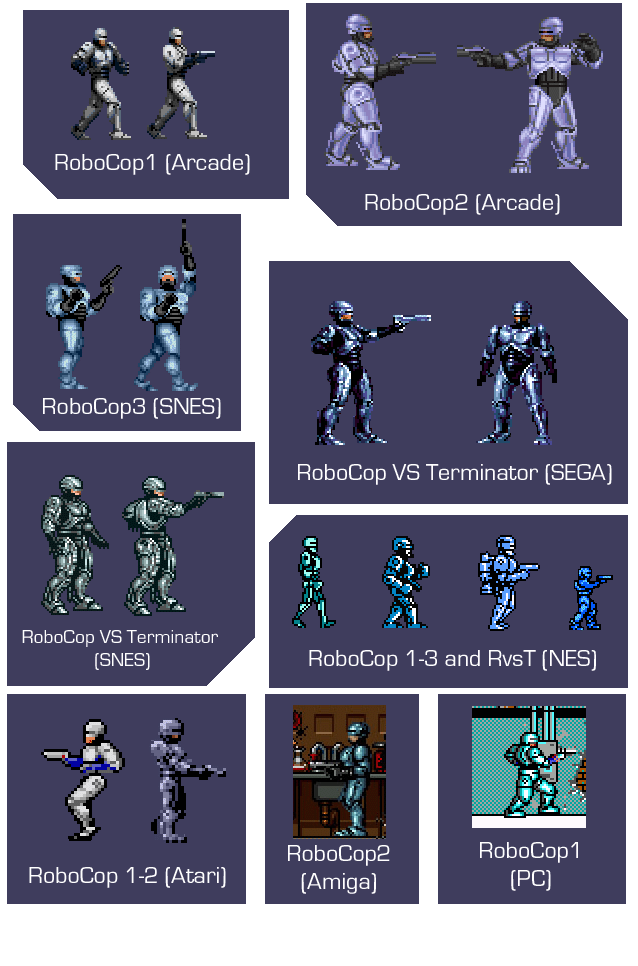 RoboCop1 (Arcade)
RoboCop2 (Arcade)
RoboCop3 (SNES)
RoboCop VS Terminator (SEGA)
RoboCop VS Terminator
(SNES)
RoboCop 1-3 and RvsT (NES)
RoboCop 1-2 (Atari)
RoboCop2
(Amiga)
RoboCop1
(PC)